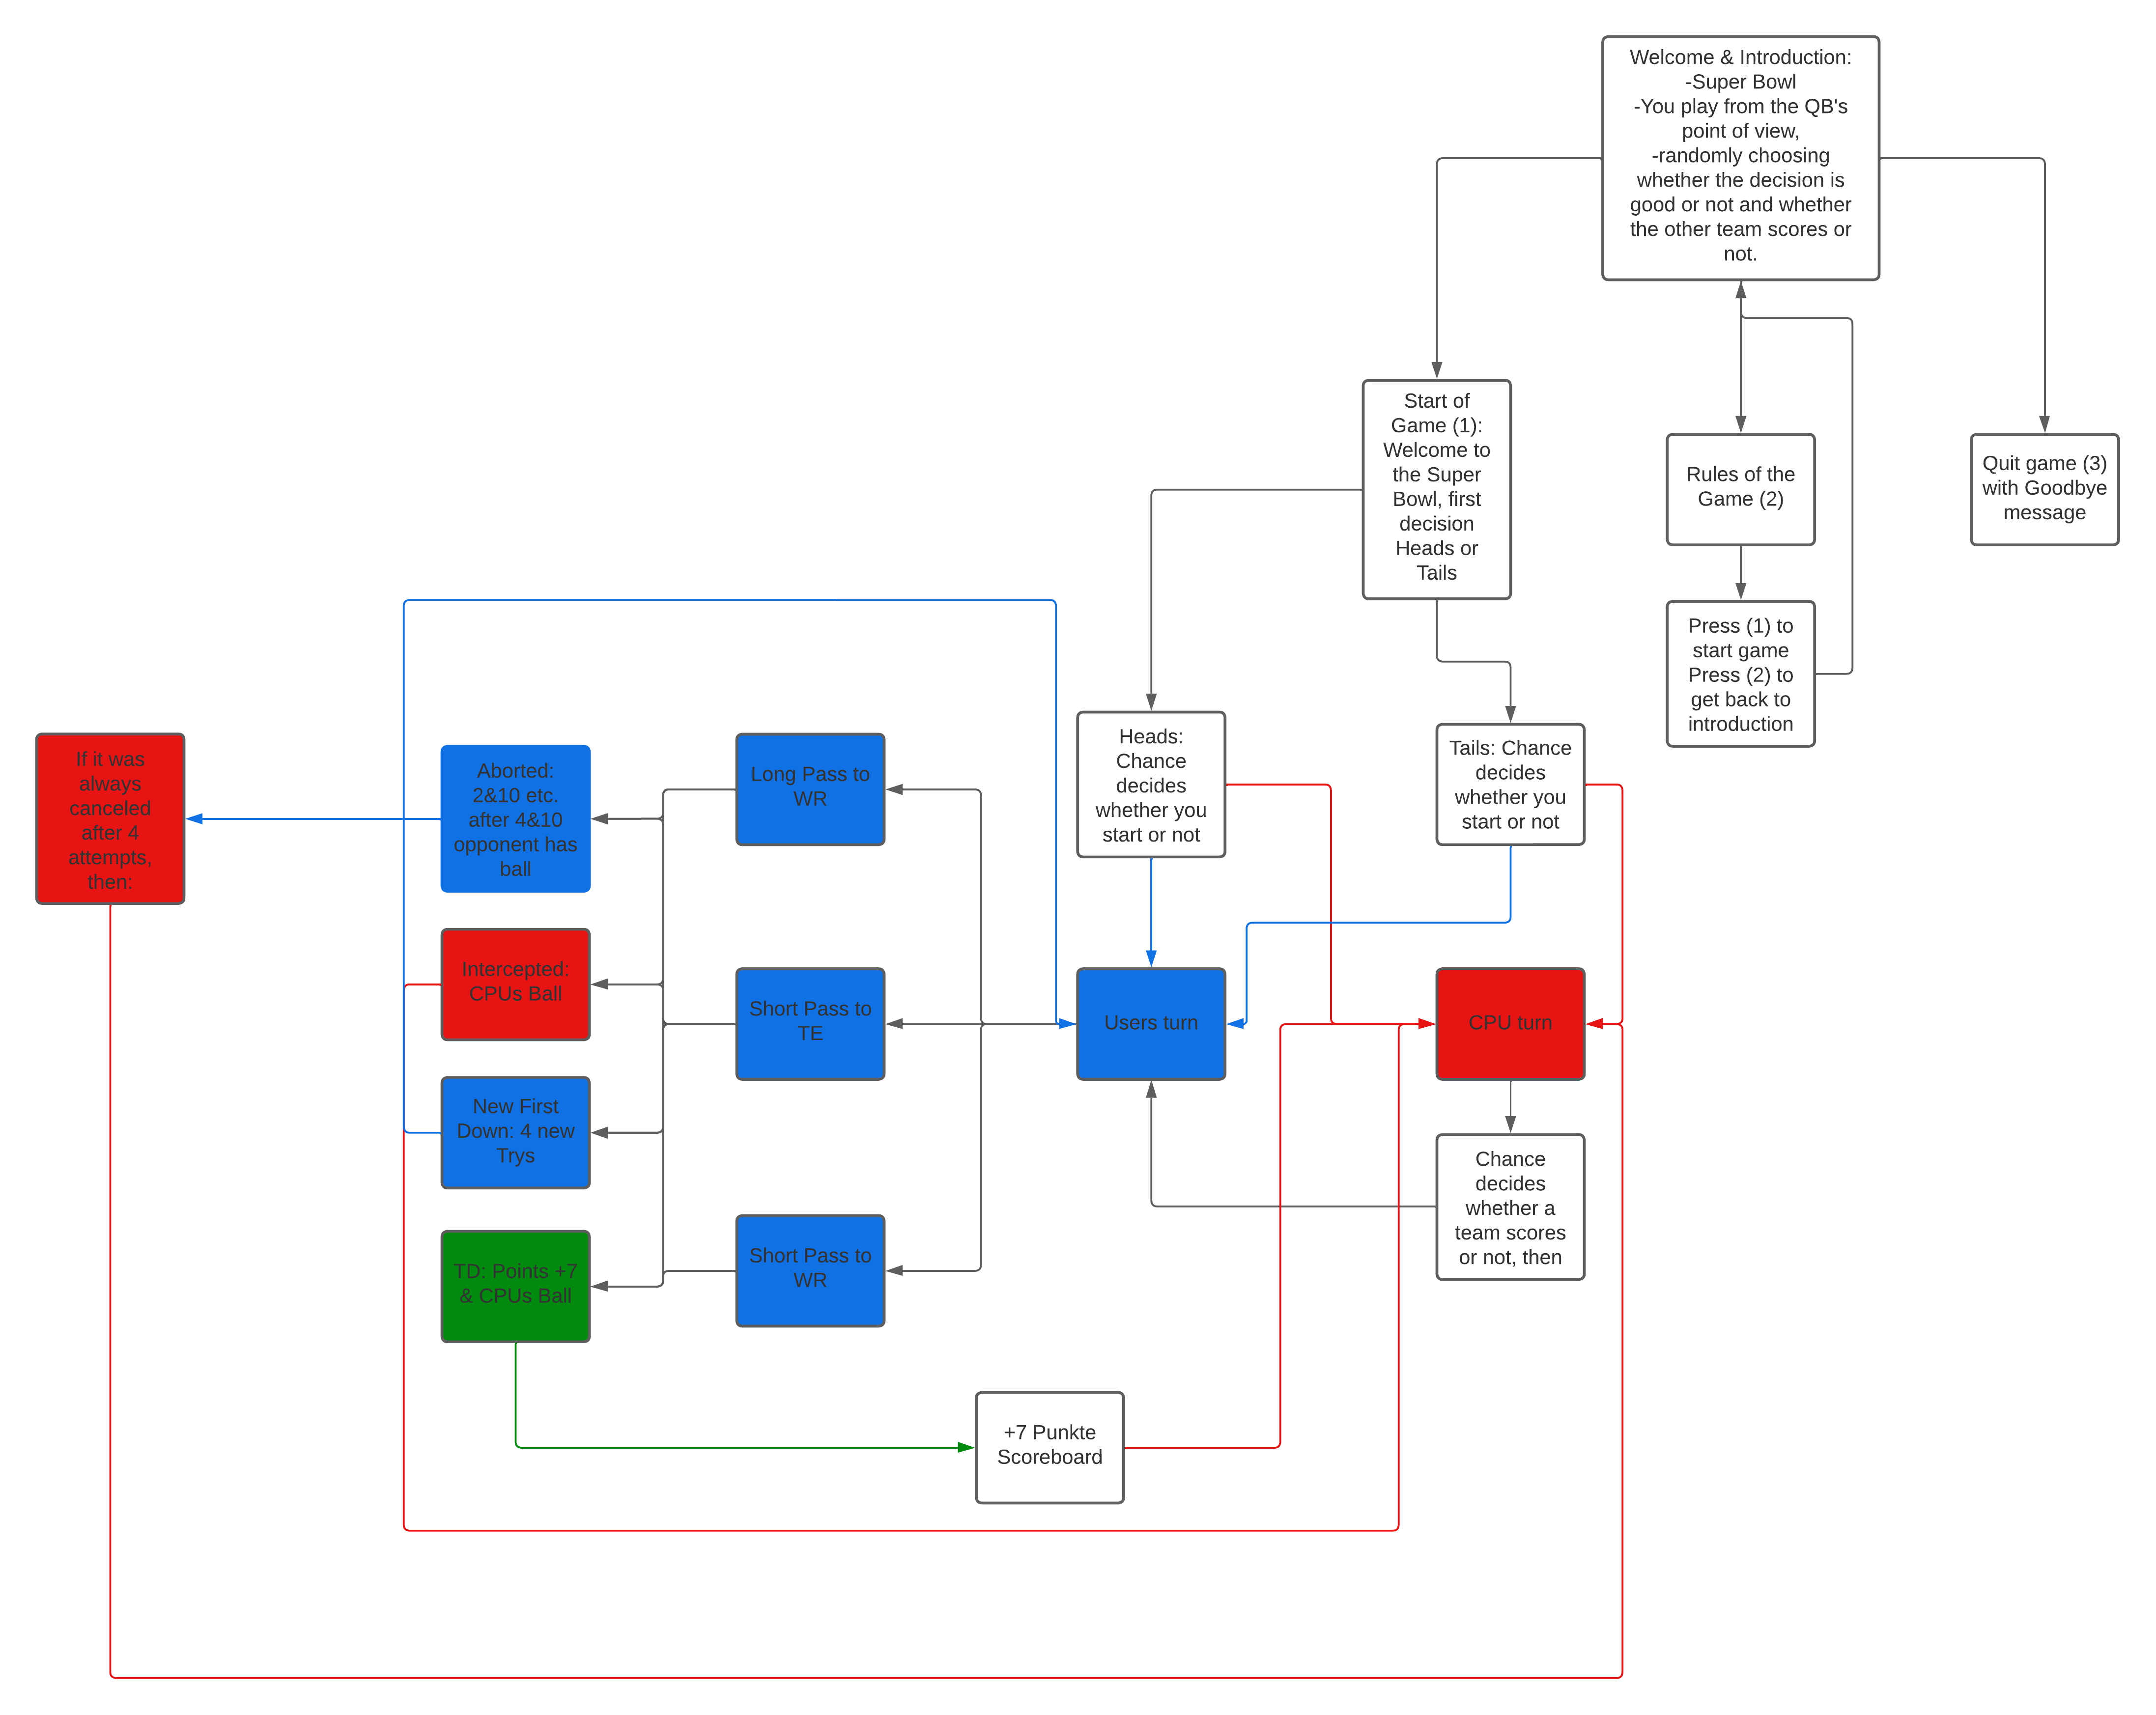 Welcome & Introduction:
-Super Bowl
-You play from the QB's
point of view,
-randomly choosing
whether the decision is
good or not and whether
the other team scores or
not.
Start of
Game (1):
Welcome to
the Super
Bowl, first
decision
Heads or
Tails
Rules of the
Game (2)
Quit game (3)
with Goodbye
message
Press (1) to
start game
Press (2) to
get back to
introduction
Heads:
Chance
decides
whether you
start or not
Tails: Chance
decides
whether you
start or not
If it was
always
canceled
after 4
attempts,
then:
Aborted:
2&10 etc.
after 4&10
opponent has
ball
Long Pass to
WR
Intercepted:
CPUs Ball
Short Pass to
TE
Users turn
CPU turn
New First
Down: 4 new
Trys
Chance
decides
whether a
team scores
or not, then
TD: Points +7
& CPUs Ball
Short Pass to
WR
+7 Punkte
Scoreboard